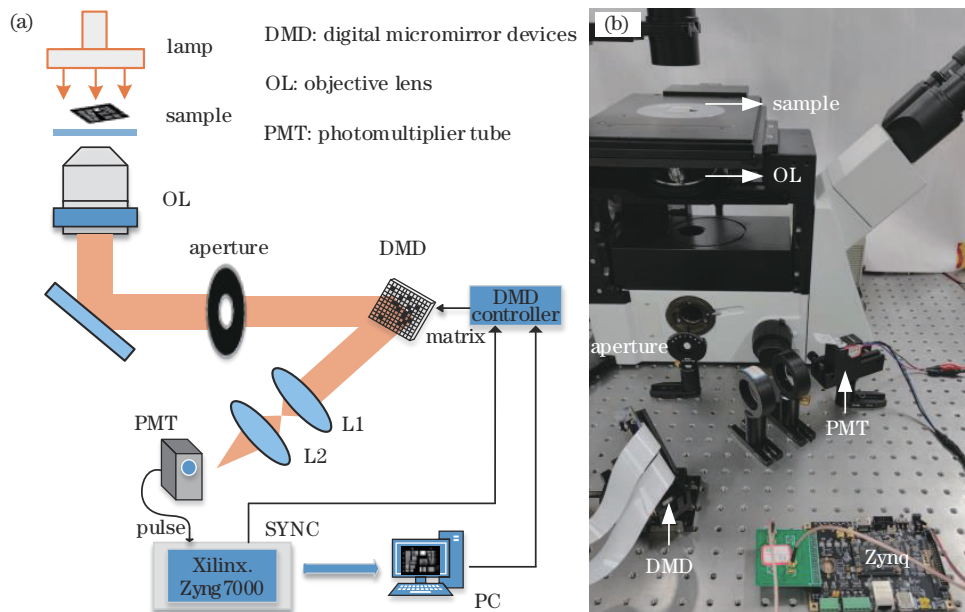 (a)
lamp
DMD: digital micromirror devices
OL: objective lens
sample
PMT: photomultiplier tube
OL
aperture
DMD
DMD
controller
matrix
L1
L2
PMT
pulse
SYNC
Xilinx.
Zyng 7000
PC
(b)
sample
OL
aperture
PMT
DMD
Zynq